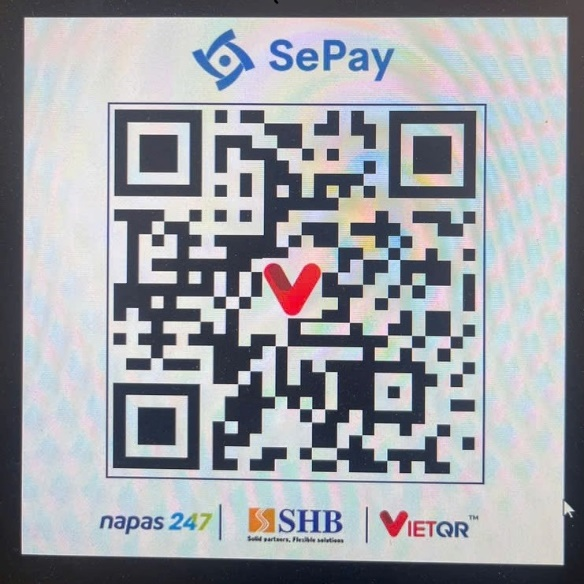 SePay
napas 247 | SHB | VIETQR™
Solid partners, Flexible solutions